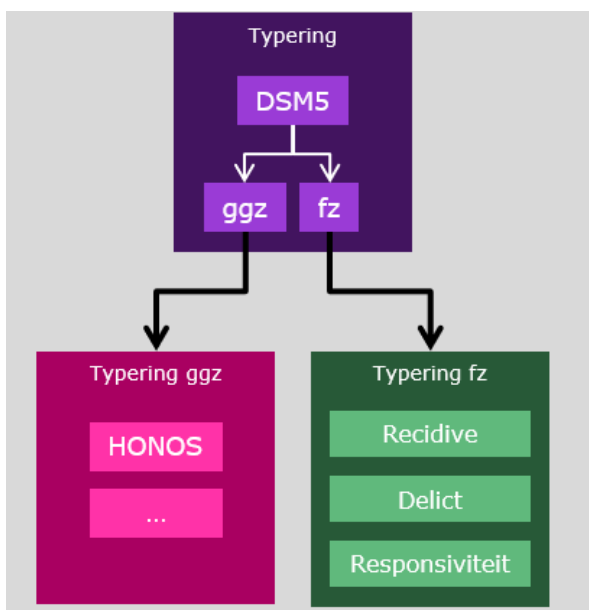 Typering
DSM5
ggz
fz
Typering ggz
HONOS
...
Typering fz
Recidive
Delict
Responsiviteit